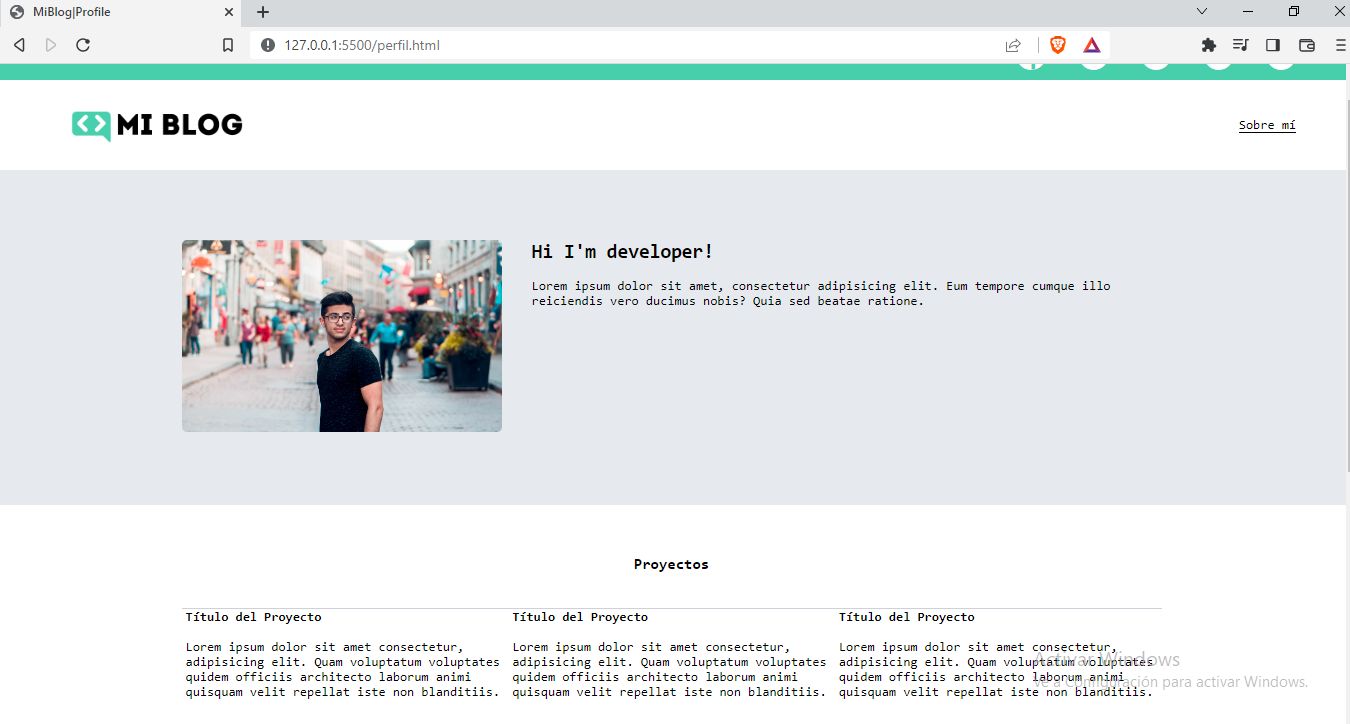 MiBlog|Profile
127.0.0.1:5500/perfil.html
MI BLOG
Sobre mí
Hi I'm developer!
Lorem ipsum dolor sit amet, consectetur adipisicing elit. Eum tempore cumque illo
reiciendis vero ducimus nobis? Quia sed beatae ratione.
Proyectos
Título del Proyecto
Lorem ipsum dolor sit amet consectetur,
adipisicing elit. Quam voluptatum voluptates
quidem officiis architecto laborum animi
quisquam velit repellat iste non blanditiis.
Título del Proyecto
Lorem ipsum dolor sit amet consectetur,
adipisicing elit. Quam voluptatum voluptates
quidem officiis architecto laborum animi
quisquam velit repellat iste non blanditiis.
Título del Proyecto
Lorem ipsum dolor sit amet consectetur,
adipisicing elit. Quam voluptatum voluptates
quidem officiis architecto laborum animi
quisquam velit repellat iste non blanditiis.
Activar Windows
Ve a Configuración para activar Windows.